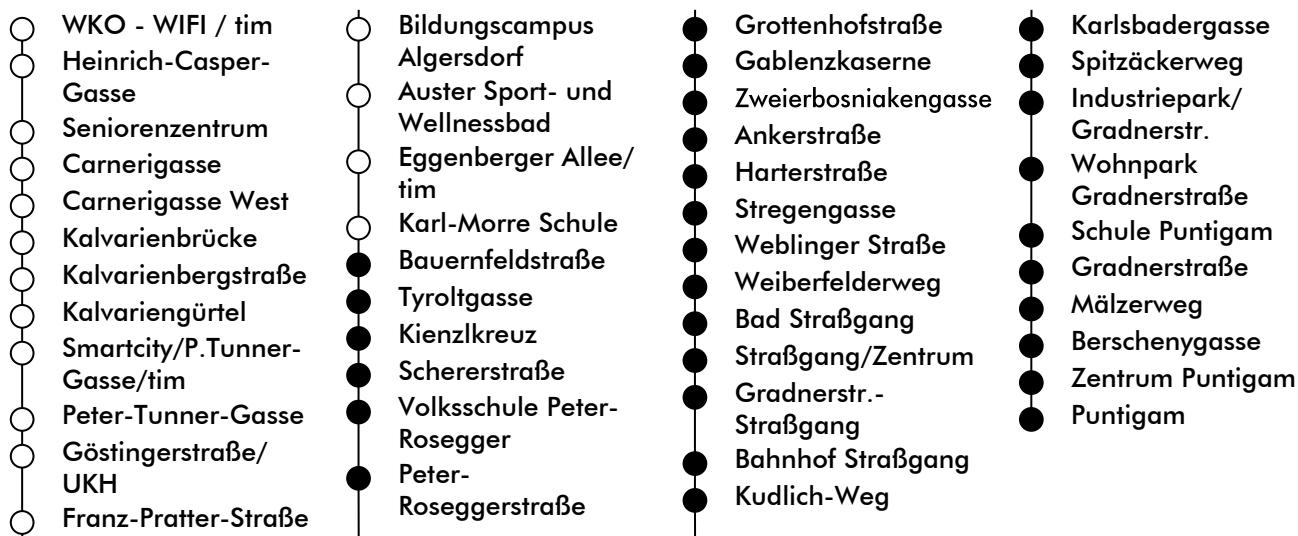 WKO - WIFI / tim
Heinrich-Casper-
Gasse
Seniorenzentrum
Carnerigasse
Carnerigasse West
Kalvarienbrücke
Kalvarienbergstraße
Kalvariengürtel
Smartcity/P.Tunner-
Gasse/tim
Peter-Tunner-Gasse
Göstingerstraße/
UKH
Franz-Pratter-Straße
Bildungscampus
Algersdorf
Auster Sport- und
Wellnessbad
Eggenberger Allee/
tim
Karl-Morre Schule
Bauernfeldstraße
Tyroltgasse
Kienzlkreuz
Schererstraße
Volksschule Peter-
Rosegger
Peter-
Roseggerstraße
Grottenhofstraße
Gablenzkaserne
Zweierbosniakengasse
Ankerstraße
Harterstraße
Stregengasse
Weblinger Straße
Weiberfelderweg
Bad Straßgang
Straßgang/Zentrum
Gradnerstr.-
Straßgang
Bahnhof Straßgang
Kudlich-Weg
Karlsbadergasse
Spitzäckerweg
Industriepark/
Gradnerstr.
Wohnpark
Gradnerstraße
Schule Puntigam
Gradnerstraße
Mälzerweg
Berschenygasse
Zentrum Puntigam
Puntigam